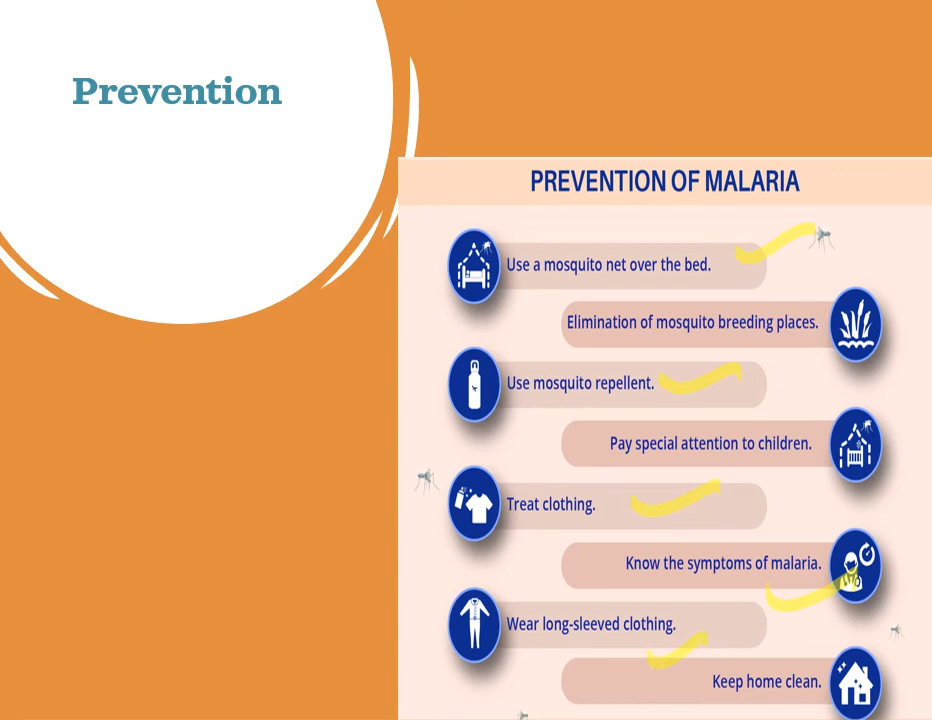 Prevention
PREVENTION OF MALARIA
Use a mosquito net over the bed.
Elimination of mosquito breeding places.
Use mosquito repellent.
Pay special attention to children.
Treat clothing.
Know the symptoms of malaria.
Wear long-sleeved clothing.
Keep home clean.